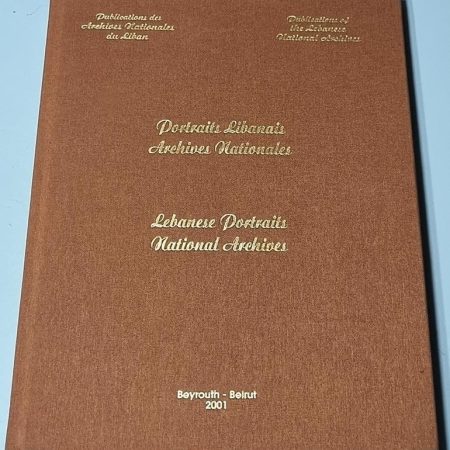 Publications des
Archives Nationales
du Liban
Publications of
the Lebanese
National Archives
Portraits Libanais
Archives Nationales
Lebanese Portraits
National Archives
Beyrouth - Beirut
2001